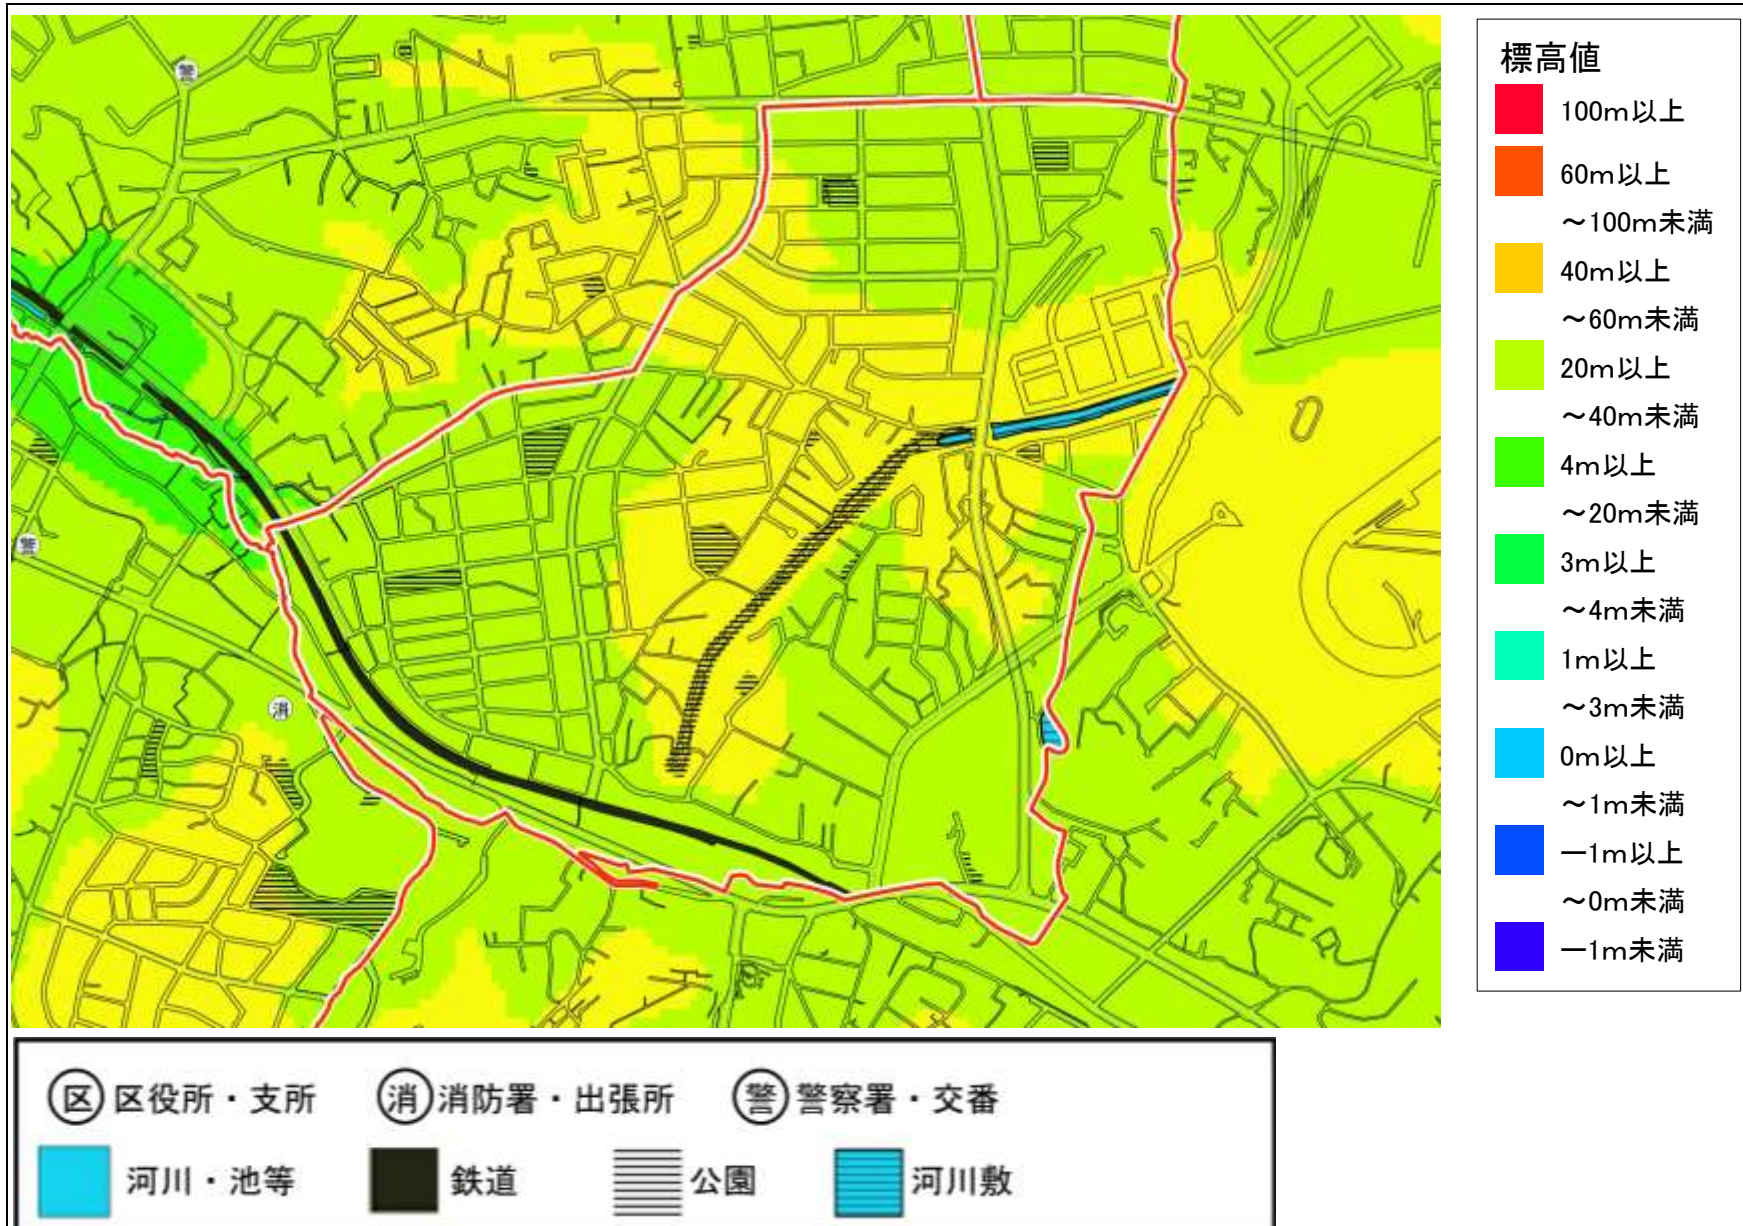 警
警
消
標高値
100m以上
60m以上
～100m未満
40m以上
～60m未満
20m以上
～40m未満
4m以上
～20m未満
3m以上
～4m未満
1m以上
～3m未満
0m以上
～1m未満
－1m以上
～0m未満
－1m未満
区 区役所・支所 消 消防署・出張所 警 警察署・交番
河川・池等 鉄道 公園 河川敷